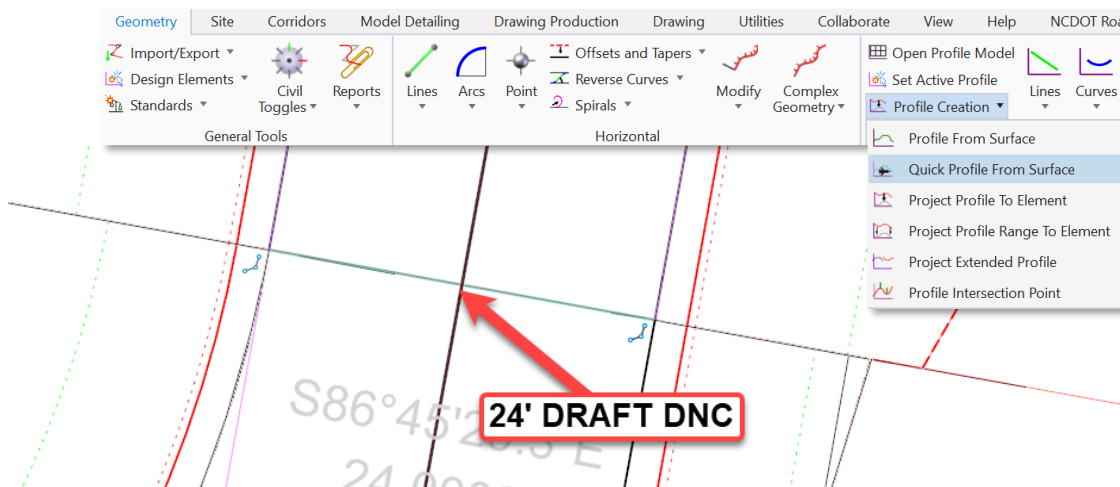 Geometry Site Corridors Model Detailing Drawing Production Drawing Utilities Collaborate View Help NCDOT Roa
Import/Export
Design Elements
Standards
Civil Toggles
Reports
General Tools
Lines
Arcs
Point
Offsets and Tapers
Reverse Curves
Spirals
Modify
Complex Geometry
Horizontal
Open Profile Model
Set Active Profile
Profile Creation
Lines
Curves
Profile From Surface
Quick Profile From Surface
Project Profile To Element
Project Profile Range To Element
Project Extended Profile
Profile Intersection Point
24' DRAFT DNC